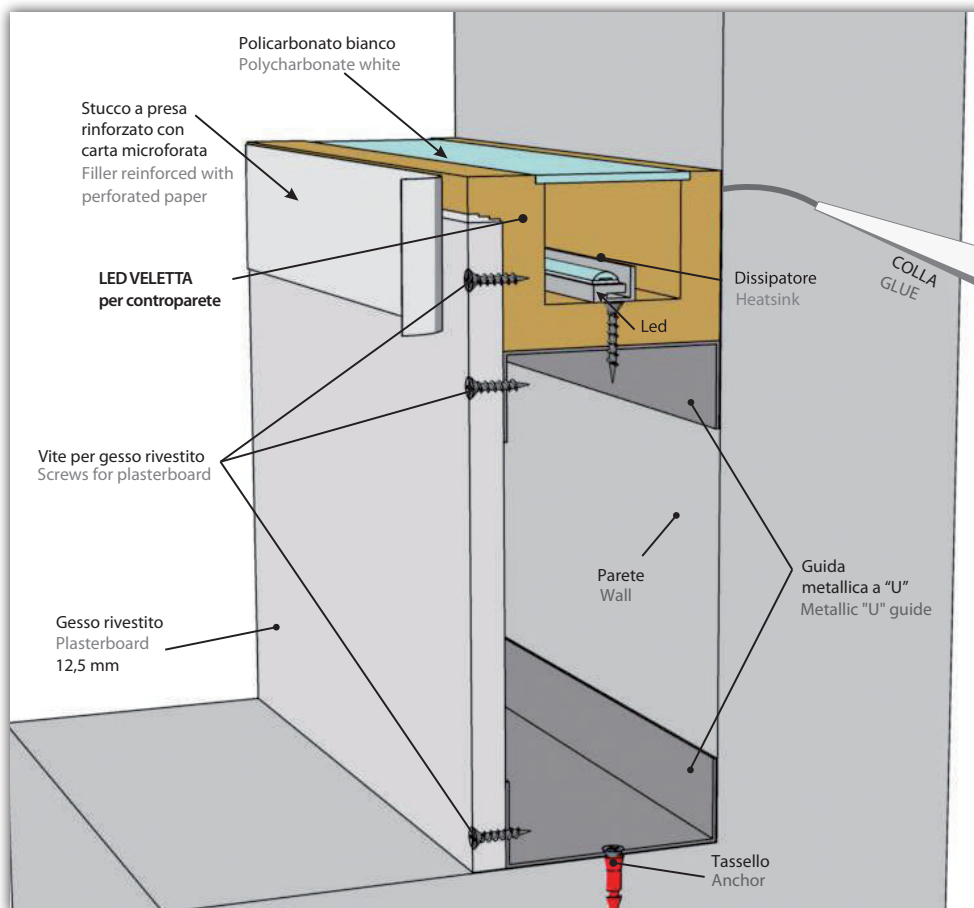 Policarbonato bianco
Polycharbonate white
Stucco a presa
rinforzato con
carta microforata
Filler reinforced with
perforated paper
LED VELETTA
per controparete
Dissipatore
Heatsink
COLLA
GLUE
Led
Vite per gesso rivestito
Screws for plasterboard
Parete
Wall
Guida
metallica a “U”
Metallic "U" guide
Gesso rivestito
Plasterboard
12,5 mm
Tassello
Anchor